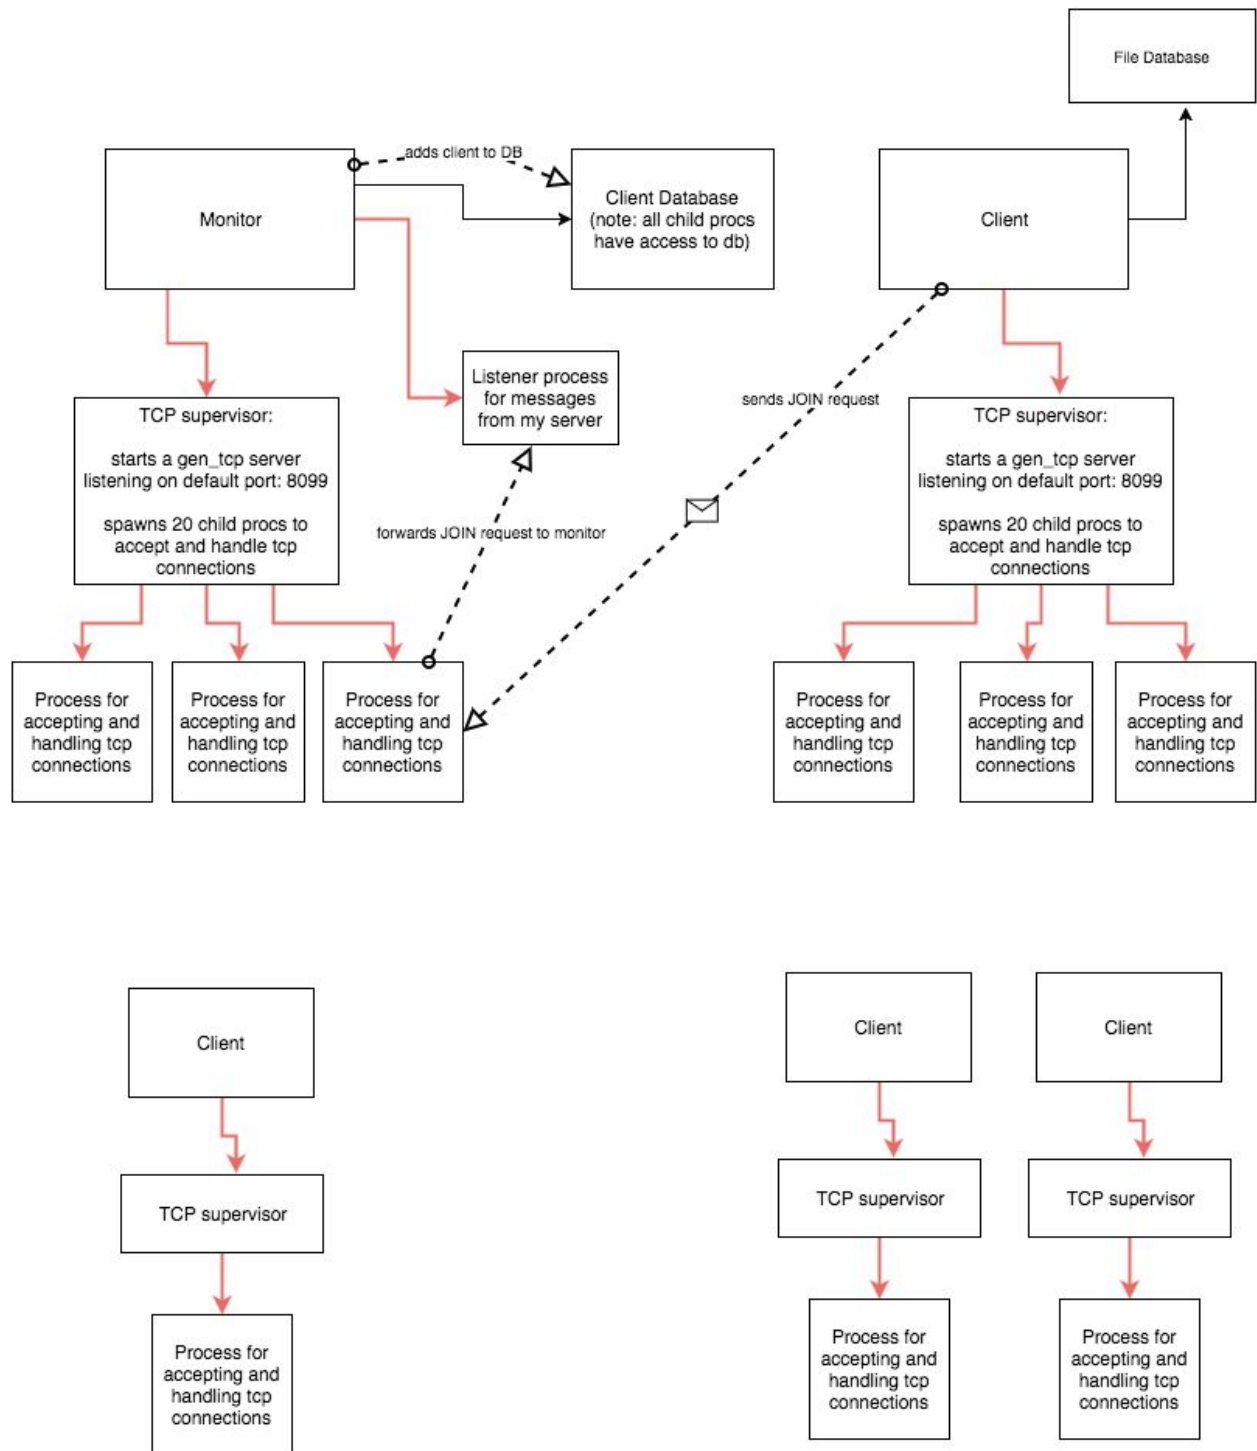 File Database
adds client to DB
Monitor
Client Database
(note: all child procs
have access to db)
Client
Listener process
for messages
from my server
sends JOIN request
TCP supervisor:
starts a gen_tcp server
listening on default port: 8099
spawns 20 child procs to
accept and handle tcp
connections
TCP supervisor:
starts a gen_tcp server
listening on default port: 8099
spawns 20 child procs to
accept and handle tcp
connections
forwards JOIN request to monitor
Process for
accepting and
handling tcp
connections
Process for
accepting and
handling tcp
connections
Process for
accepting and
handling tcp
connections
Process for
accepting and
handling tcp
connections
Process for
accepting and
handling tcp
connections
Process for
accepting and
handling tcp
connections
Client
Client
Client
TCP supervisor
TCP supervisor
TCP supervisor
Process for
accepting and
handling tcp
connections
Process for
accepting and
handling tcp
connections
Process for
accepting and
handling tcp
connections